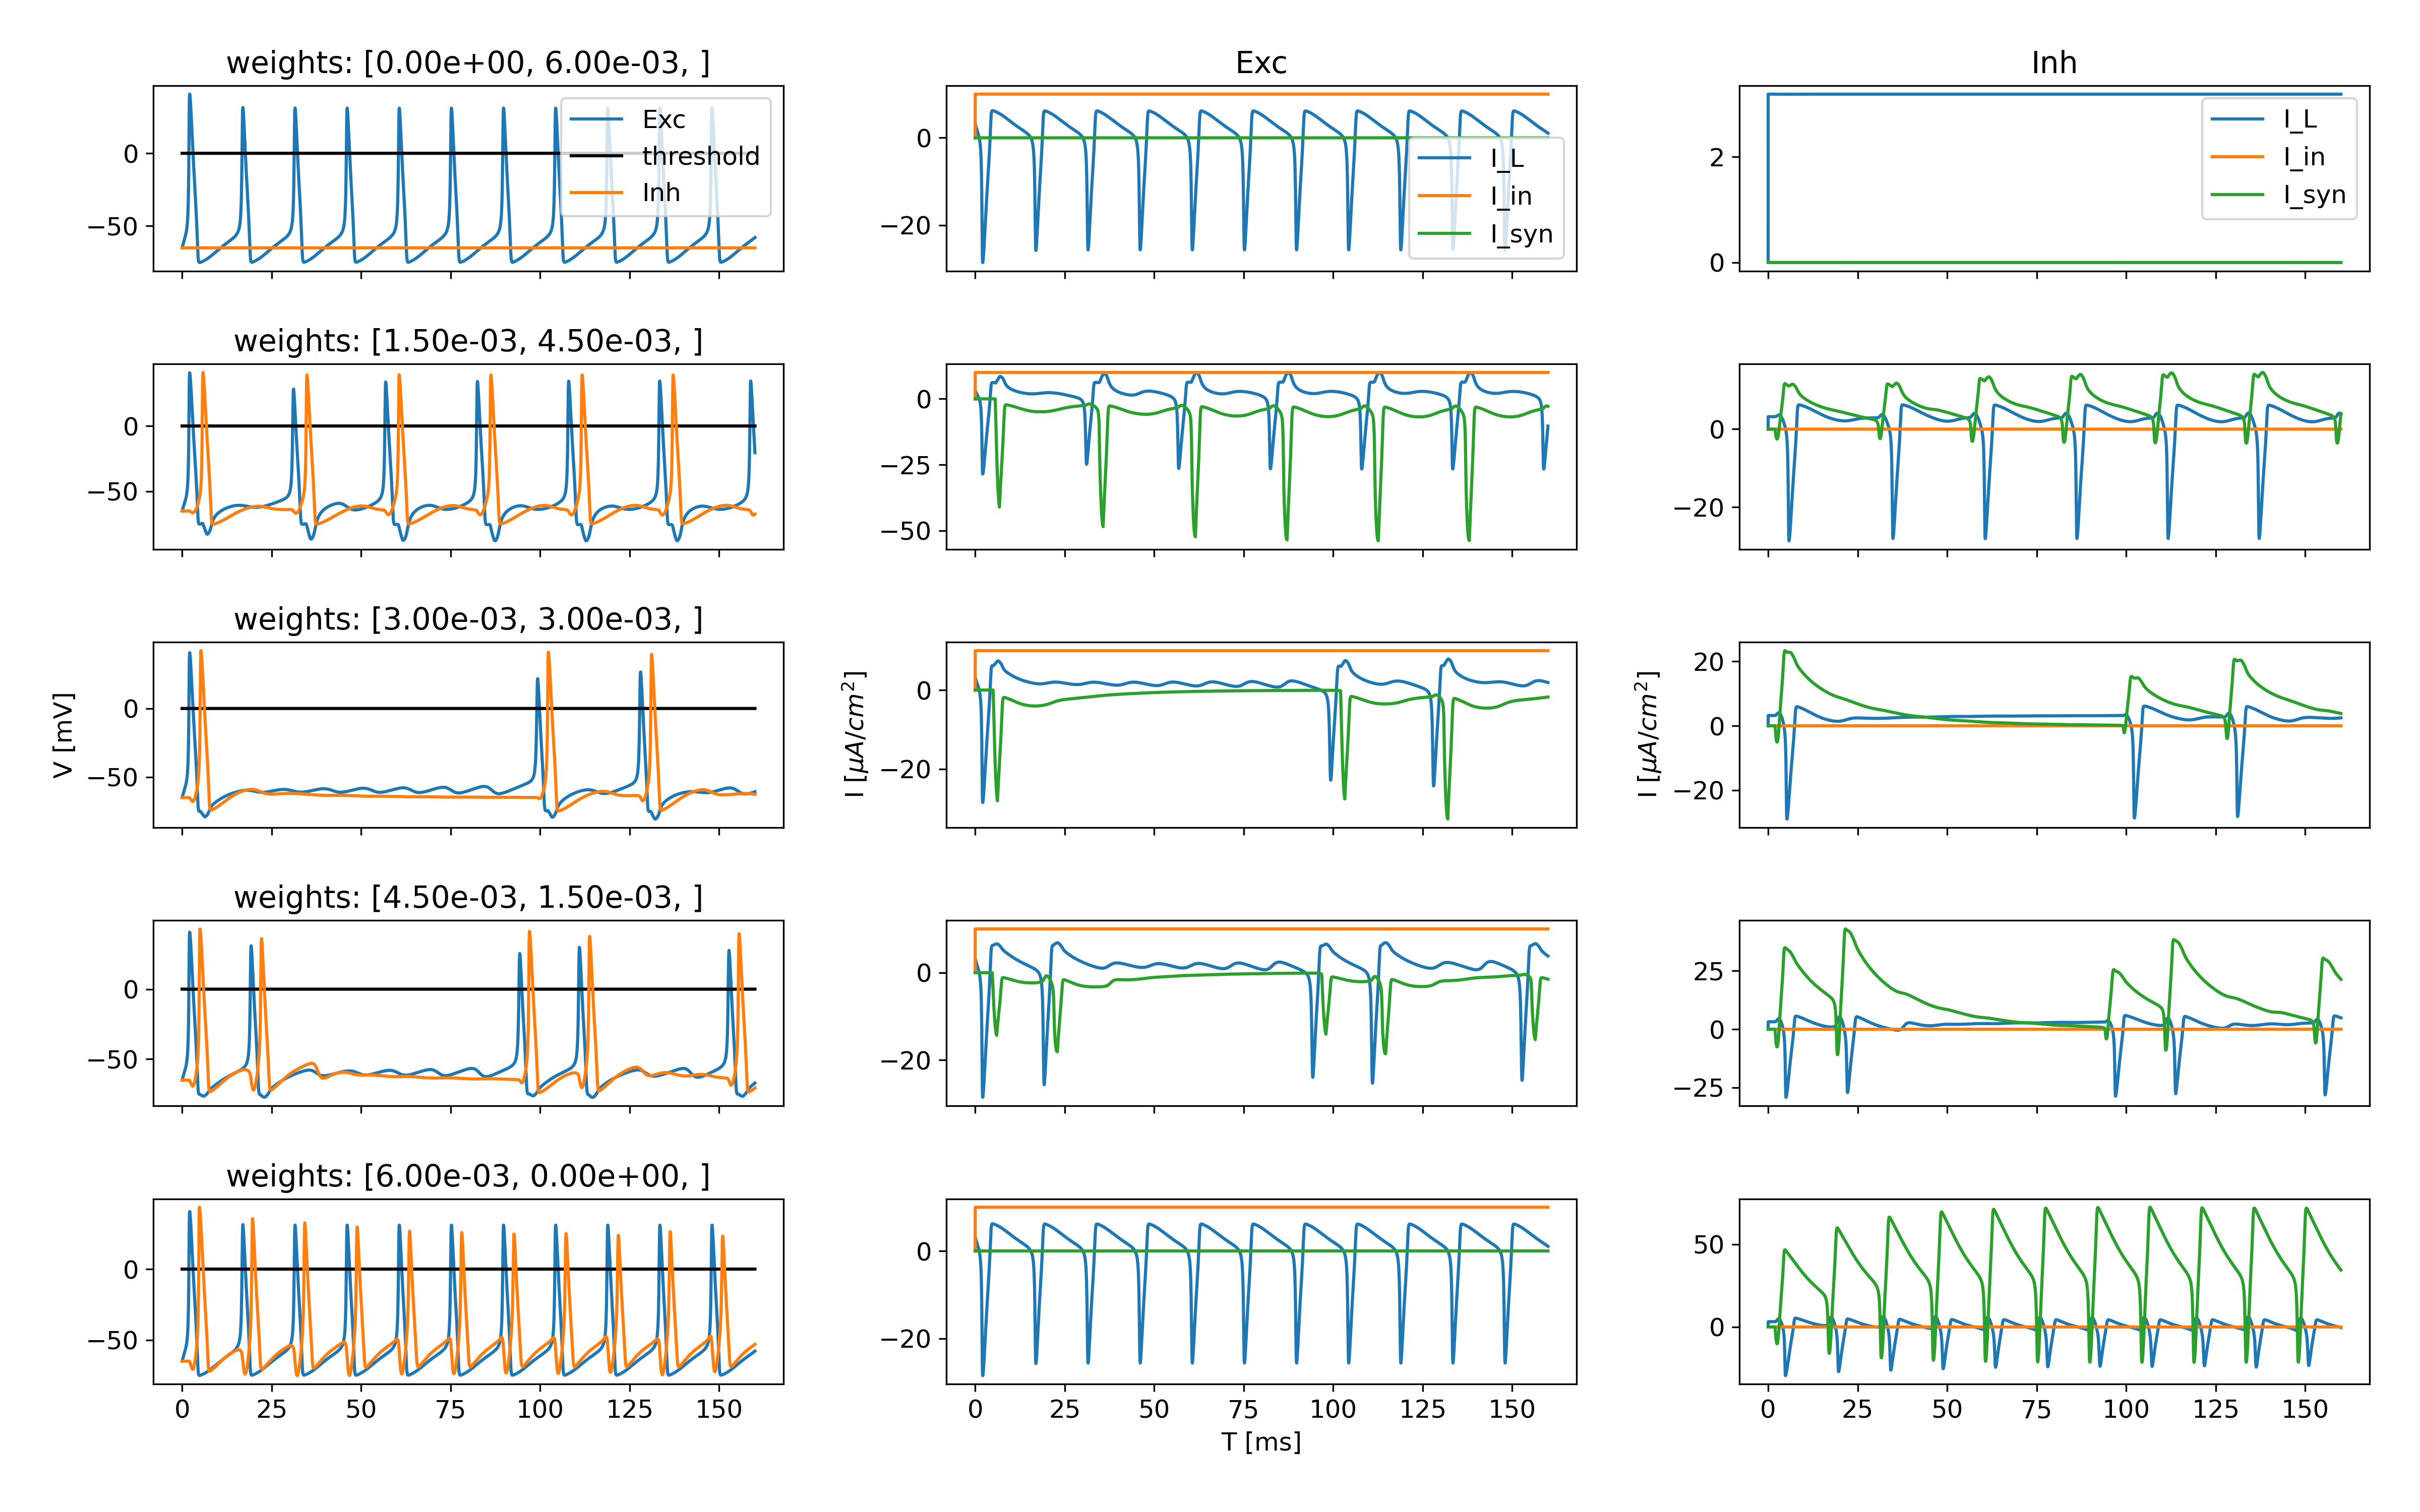 weights: [0.00e+00, 6.00e-03, ]
Exc
Inh
0
−50
Exc
threshold
Inh
0
−20
I_L
I_in
I_syn
2
0
I_L
I_in
I_syn
weights: [1.50e-03, 4.50e-03, ]
0
−50
0
−25
−50
0
−20
weights: [3.00e-03, 3.00e-03, ]
V [mV]
0
−50
I [μA/cm²]
0
−20
I [μA/cm²]
20
0
−20
weights: [4.50e-03, 1.50e-03, ]
0
−50
0
−20
25
0
−25
weights: [6.00e-03, 0.00e+00, ]
0
−50
0
−20
50
0
0 25 50 75 100 125 150
0 25 50 75 100 125 150
0 25 50 75 100 125 150
T [ms]